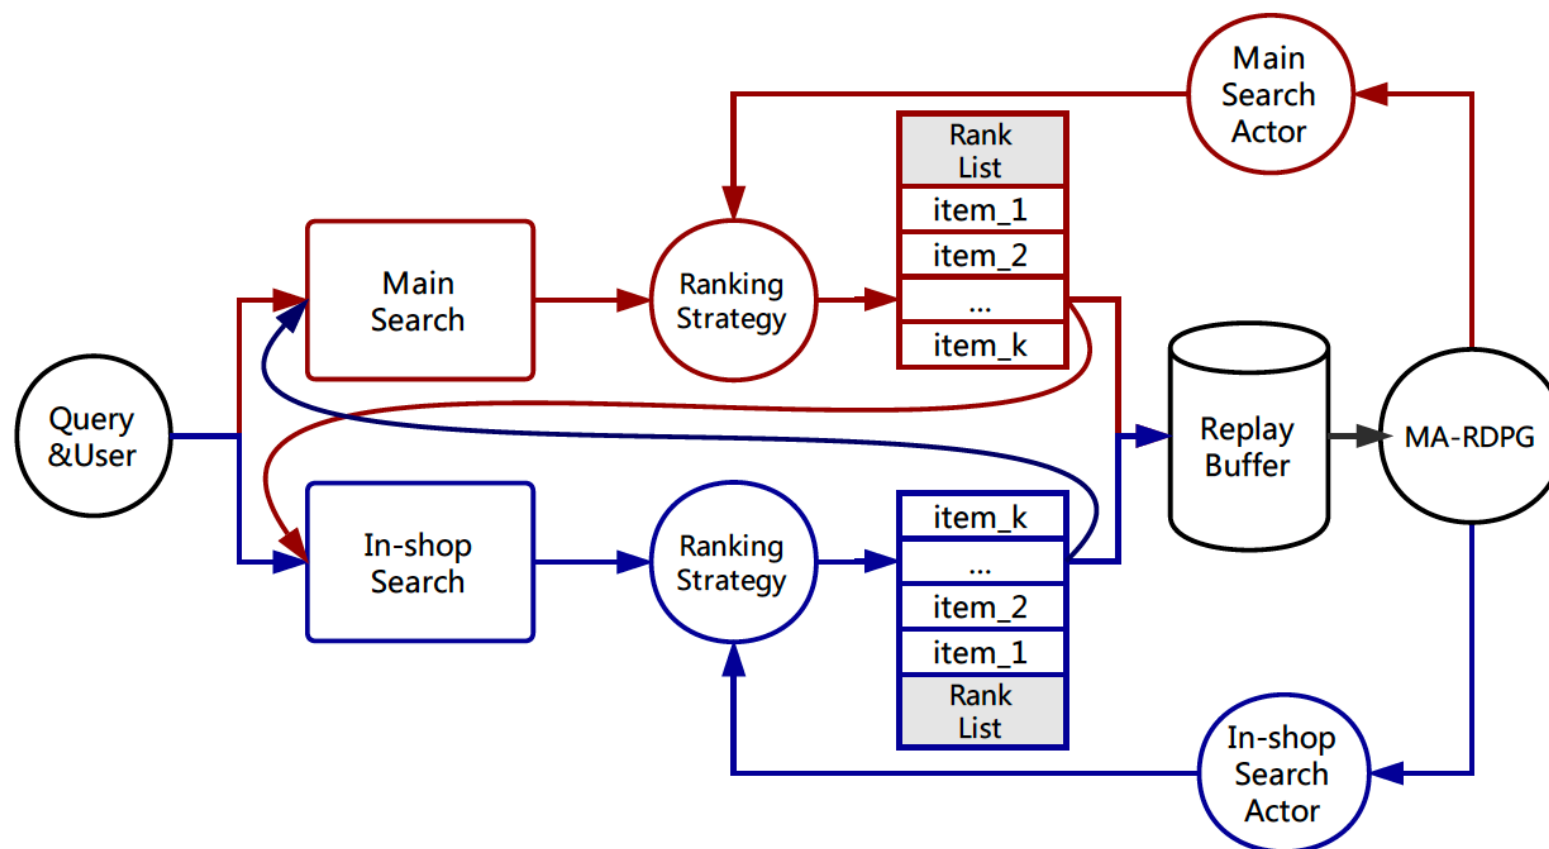 Main
Search
Actor
Rank
List
item_1
item_2
...
item_k
Main
Search
Ranking
Strategy
Query
&User
Replay
Buffer
MA-RDPG
In-shop
Search
Ranking
Strategy
item_k
...
item_2
item_1
Rank
List
In-shop
Search
Actor